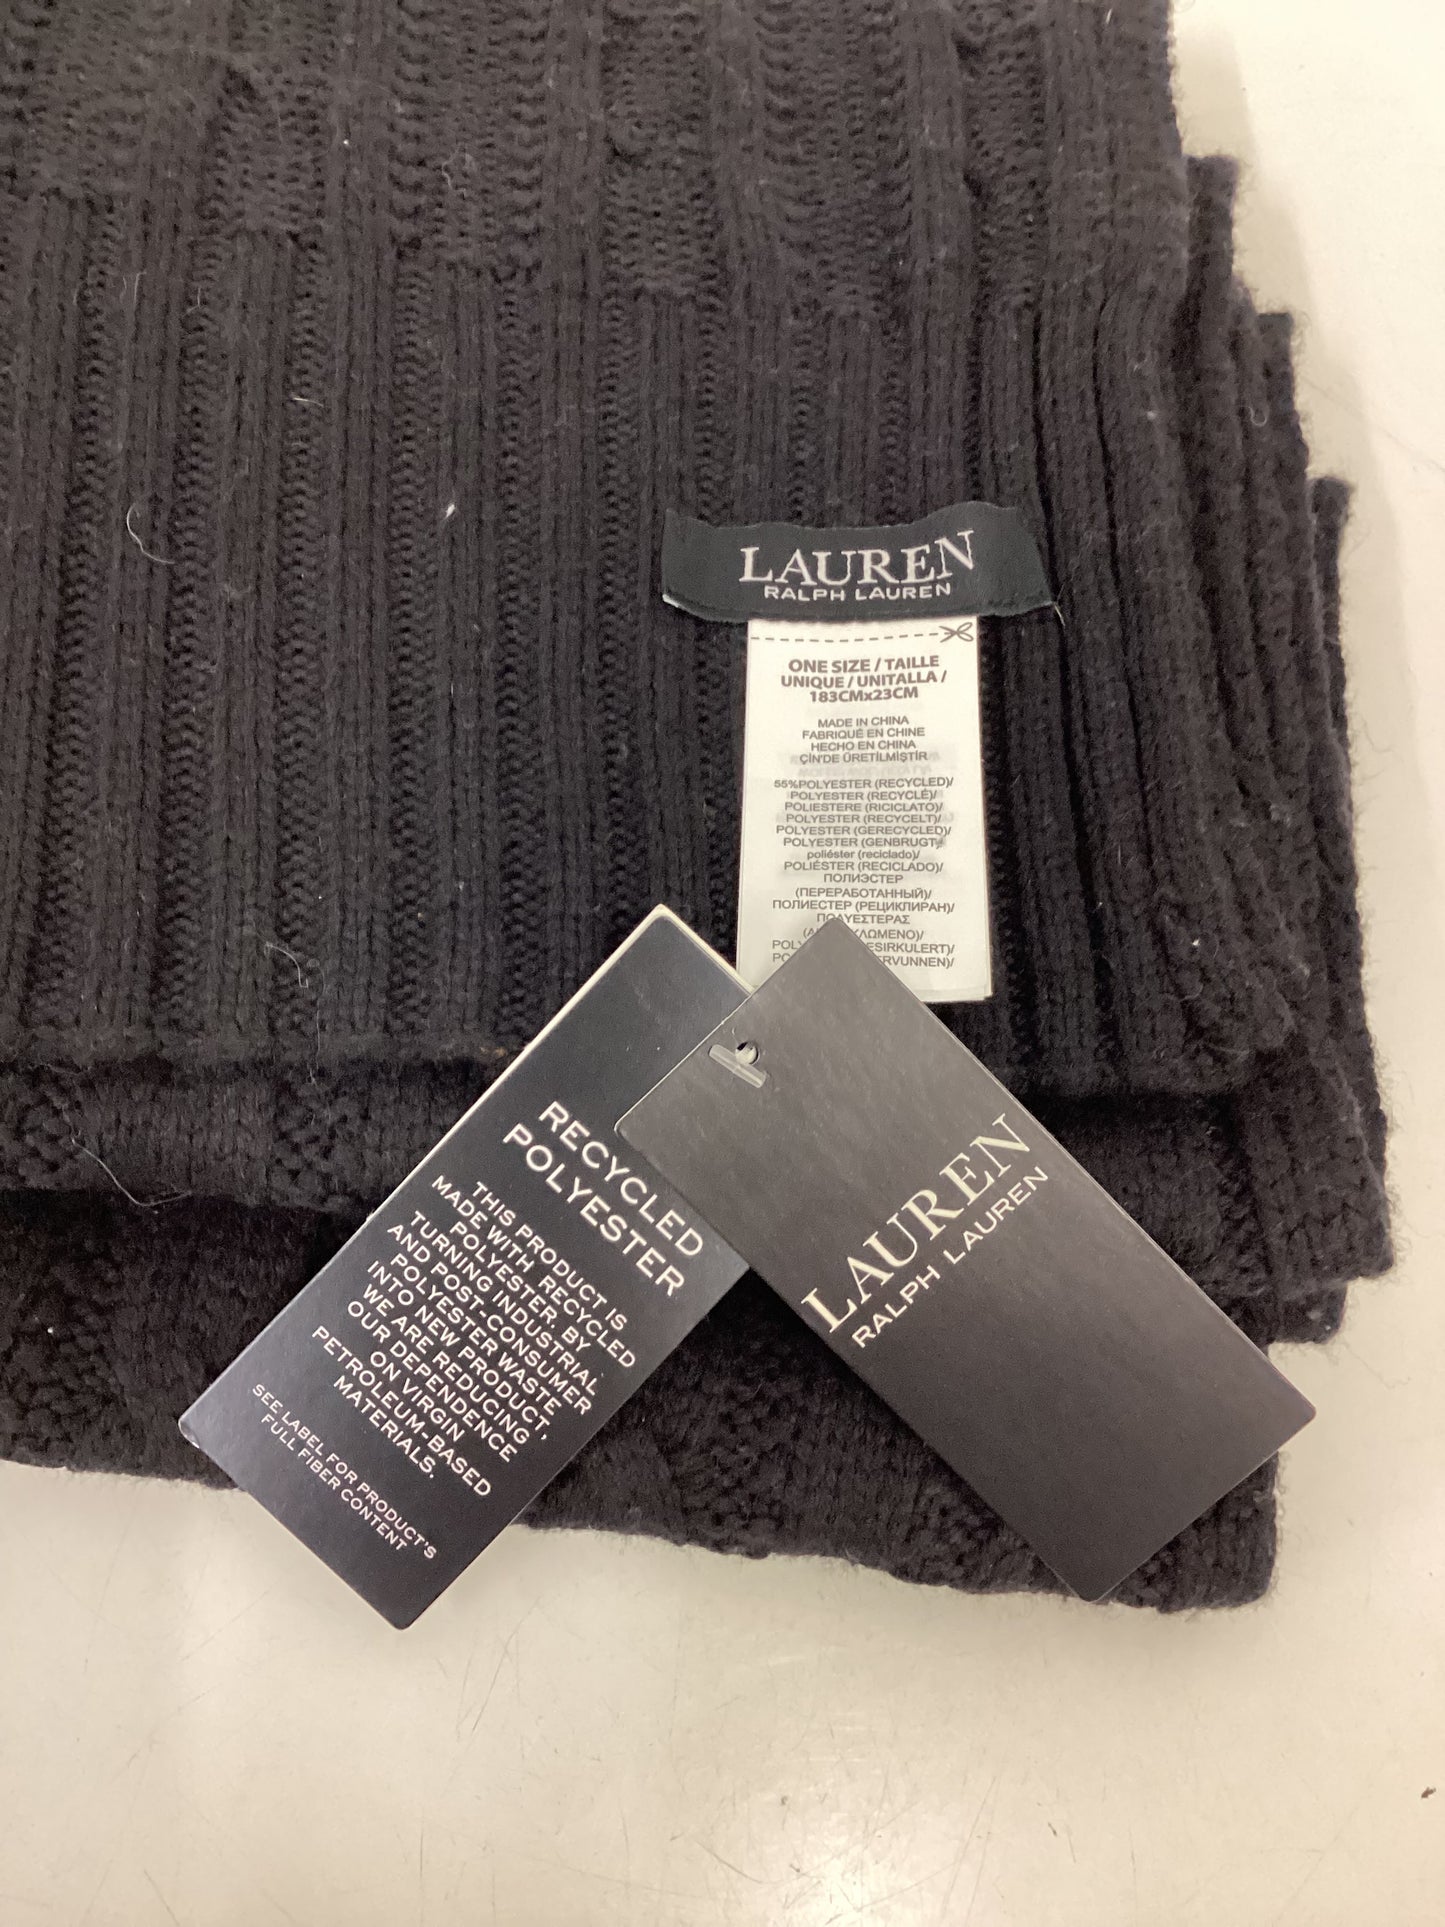 LAUREN
RALPH LAUREN
ONE SIZE / TAILLE
UNIQUE / UNITALLA /
183CMx23CM
MADE IN CHINA
FABRIQUÉ EN CHINE
HECHO EN CHINA
ÇİN'DE ÜRETİLMİŞTİR
55%POLYESTER (RECYCLED)/
POLYESTER (RECYCLÉ)/
POLIESTERE (RICICLATO)/
POLYESTER (RECYCELT)/
POLYESTER (GERECYCLED)/
POLYESTER (GENBRUGT)/
poliéster (reciclado)/
POLIÉSTER (RECICLADO)/
ПОЛИЭСТЕР
(ПЕРЕРАБОТАННЫЙ)/
ПОЛИЕСТЕР (РЕЦИКЛИРАН)/
ΠΟΛΥΕΣΤΕΡΑΣ
RECYCLED
POLYESTER
THIS PRODUCT IS
MADE WITH RECYCLED
POLYESTER. BY
TURNING INDUSTRIAL
AND POST-CONSUMER
POLYESTER WASTE
INTO NEW PRODUCT,
WE ARE REDUCING
OUR DEPENDENCE
ON VIRGIN
PETROLEUM-BASED
MATERIALS.
SEE LABEL FOR PRODUCT'S
FULL FIBER CONTENT
LAUREN
RALPH LAUREN